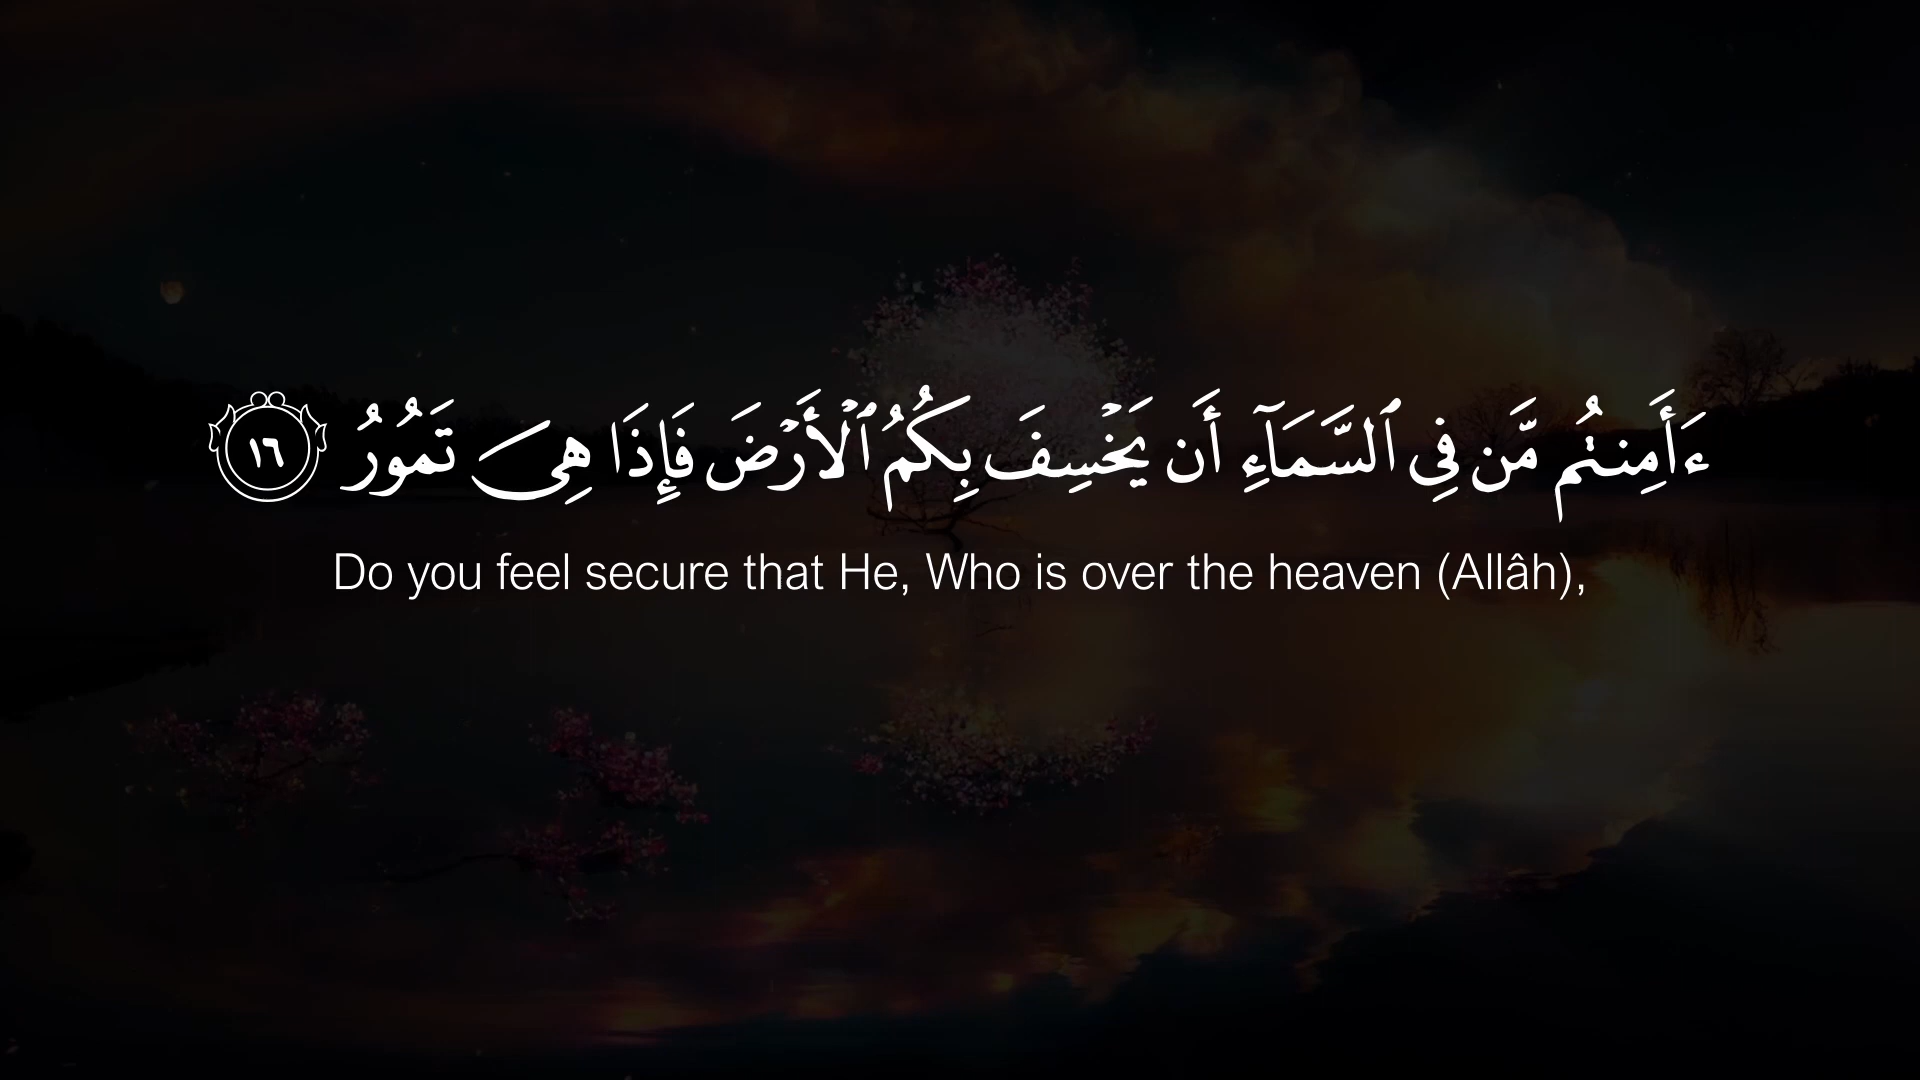 ءَأَمِنتُم مَّن فِى ٱلسَّمَآءِ أَن يَخْسِفَ بِكُمُ ٱلْأَرْضَ فَإِذَا هِىَ تَمُورُ ١٦
Do you feel secure that He, Who is over the heaven (Allâh),